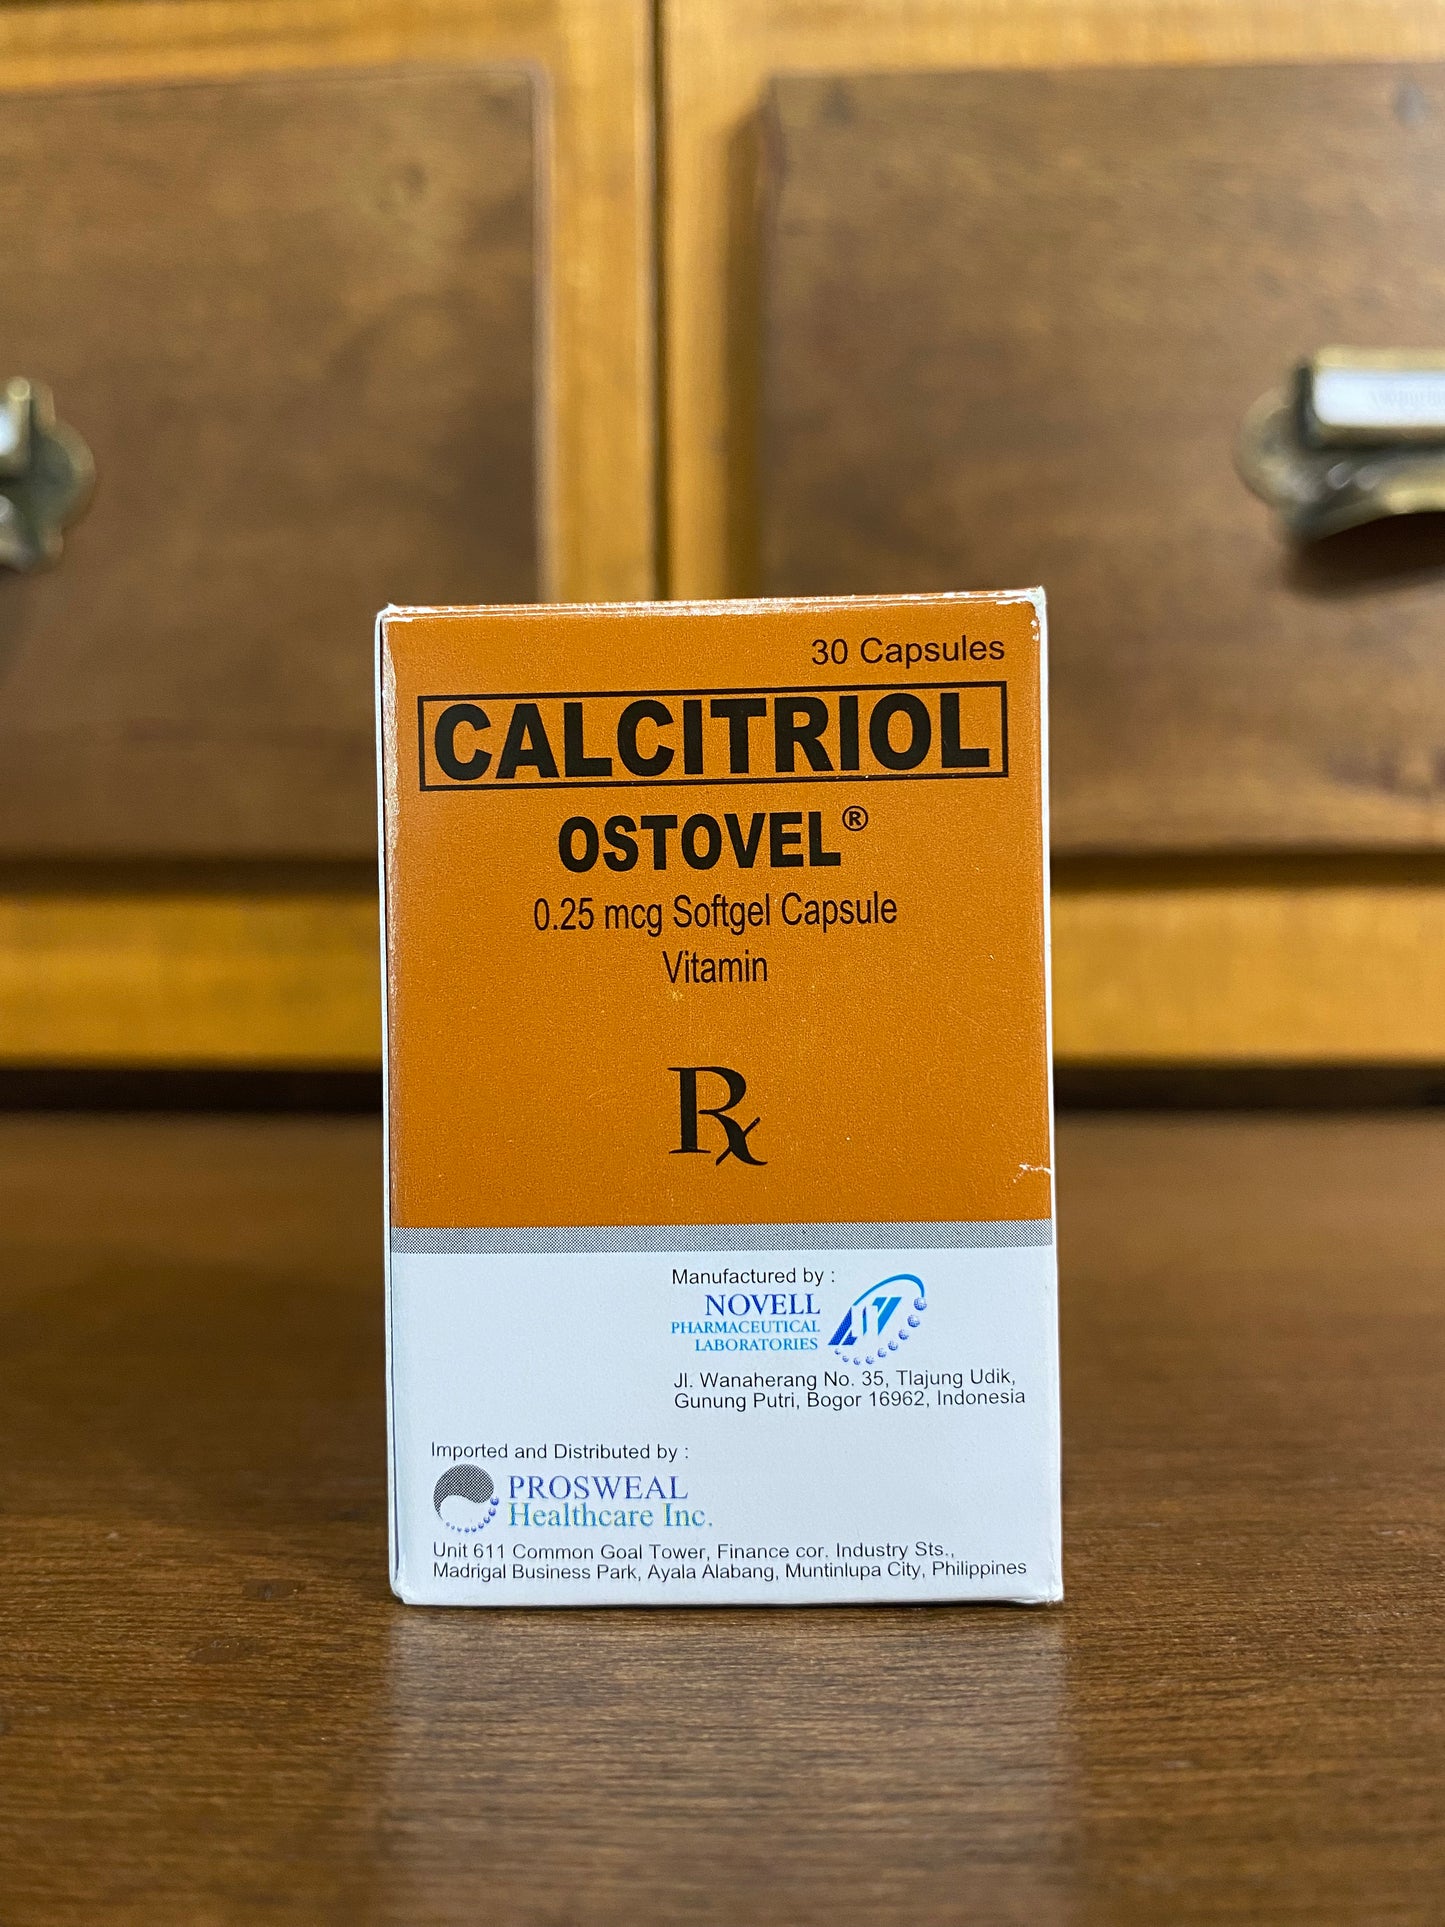 30 Capsules
CALCITRIOL
OSTOVEL®
0.25 mcg Softgel Capsule
Vitamin
Rx
Manufactured by :
NOVELL
PHARMACEUTICAL
LABORATORIES
Jl. Wanaherang No. 35, Tlajung Udik,
Gunung Putri, Bogor 16962, Indonesia
Imported and Distributed by :
PROSWEAL
Healthcare Inc.
Unit 611 Common Goal Tower, Finance cor. Industry Sts.,
Madrigal Business Park, Ayala Alabang, Muntinlupa City, Philippines